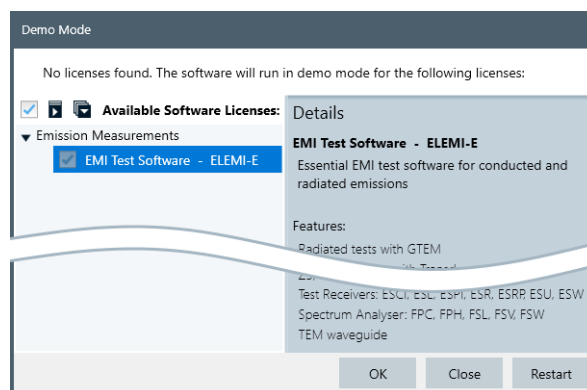 Demo Mode
No licenses found. The software will run in demo mode for the following licenses:
Available Software Licenses:
Emission Measurements
EMI Test Software - ELEMI-E
Details
EMI Test Software - ELEMI-E
Essential EMI test software for conducted and
radiated emissions
Features:
Radiated tests with GTEM
Test Receivers: ESCI, ESL, ESPI, ESR, ESRP, ESU, ESW
Spectrum Analyser: FPC, FPH, FSL, FSV, FSW
TEM waveguide
OK
Close
Restart